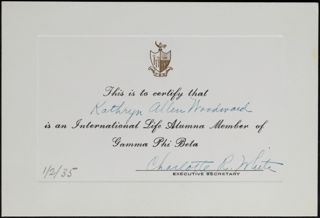 This is to certify that
Kathryn Allen Woodward
is an International Life Alumna Member of
Gamma Phi Beta
1/2/35
Charlotte R. White
EXECUTIVE SECRETARY